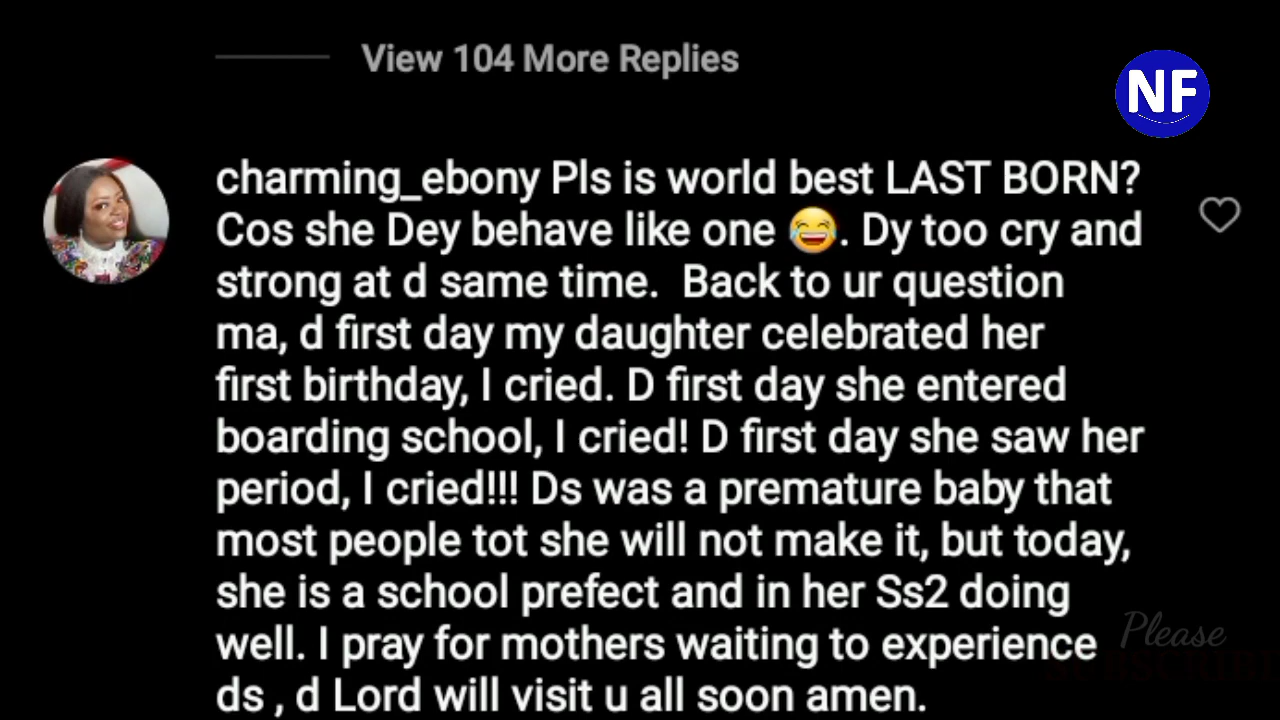 View 104 More Replies
NF
charming_ebony Pls is world best LAST BORN?
Cos she Dey behave like one 😂. Dy too cry and
strong at d same time.  Back to ur question
ma, d first day my daughter celebrated her
first birthday, I cried. D first day she entered
boarding school, I cried! D first day she saw her
period, I cried!!! Ds was a premature baby that
most people tot she will not make it, but today,
she is a school prefect and in her Ss2 doing
well. I pray for mothers waiting to experience
ds , d Lord will visit u all soon amen.
Please